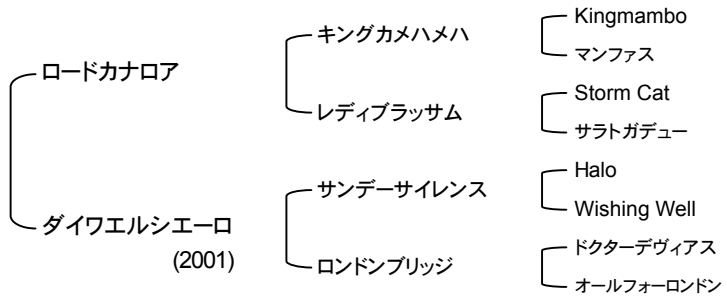 Kingmambo
キングカメハメハ
マンファス
ロードカナロア
Storm Cat
レディブラッサム
サラトガデュー
Halo
サンデーサイレンス
Wishing Well
ダイワエルシエーロ
(2001)
ドクターデヴィアス
ロンドンブリッジ
オールフォーロンドン